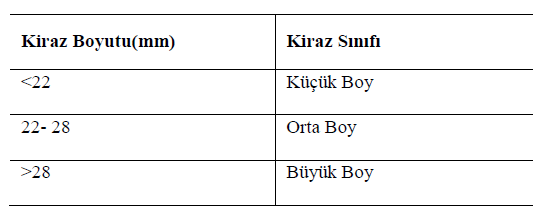 Kiraz Boyutu(mm) Kiraz Sınıfı
<22 Küçük Boy
22- 28 Orta Boy
>28 Büyük Boy